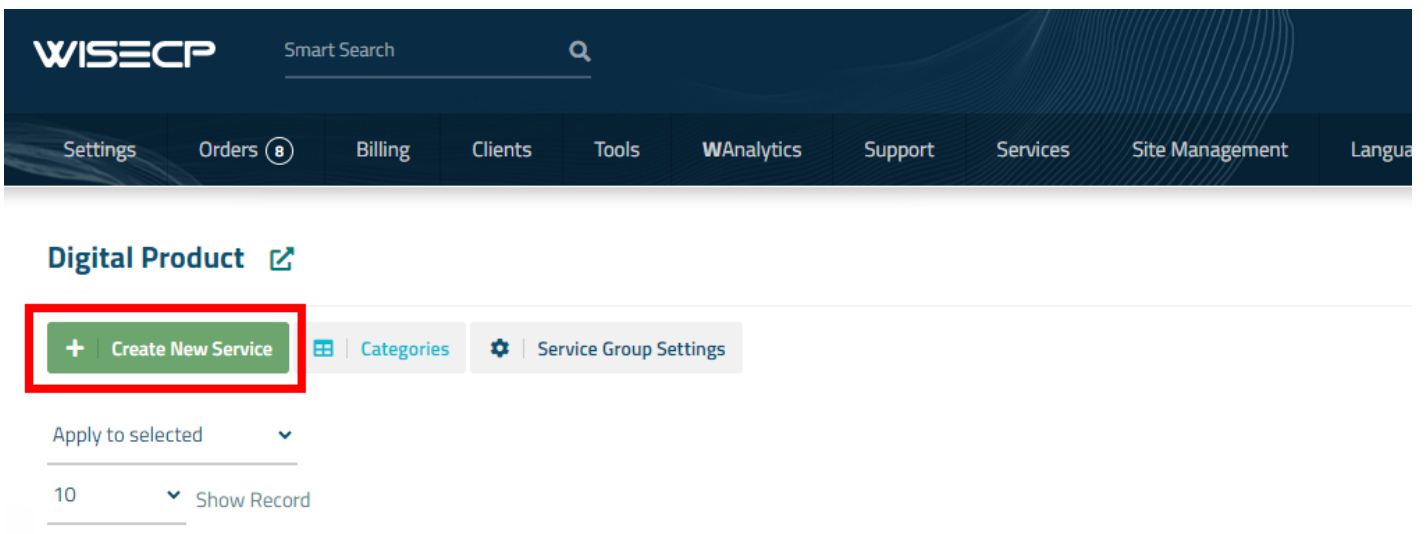 WISECP Smart Search
Settings Orders 8 Billing Clients Tools WAnalytics Support Services Site Management Langua
Digital Product
Create New Service Categories Service Group Settings
Apply to selected
10 Show Record